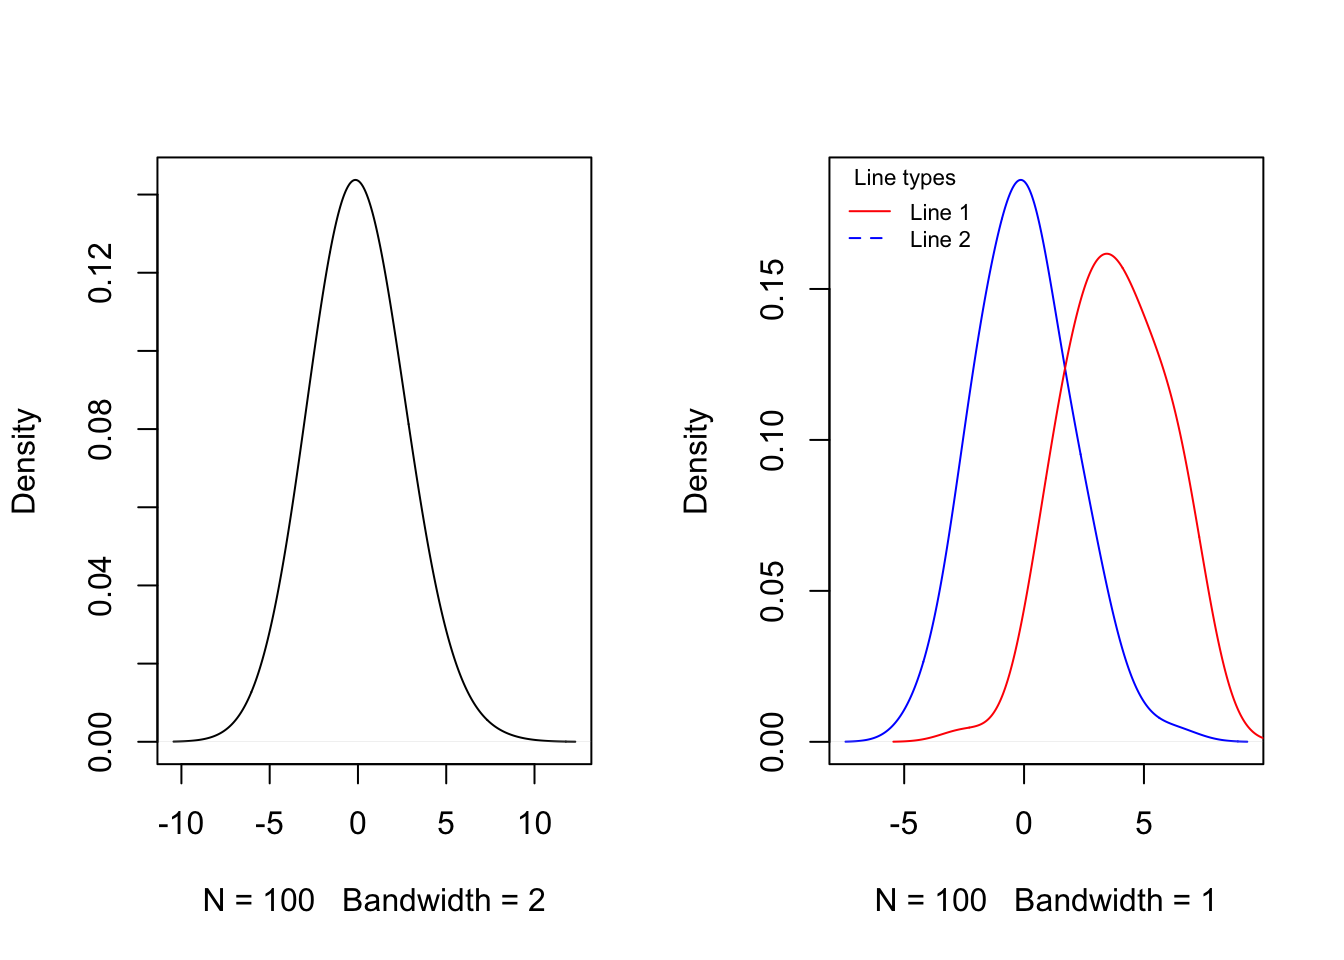 Density
0.00
0.04
0.08
0.12
-10 -5 0 5 10
N = 100 Bandwidth = 2
Density
0.00
0.05
0.10
0.15
Line types
Line 1
Line 2
-5 0 5
N = 100 Bandwidth = 1